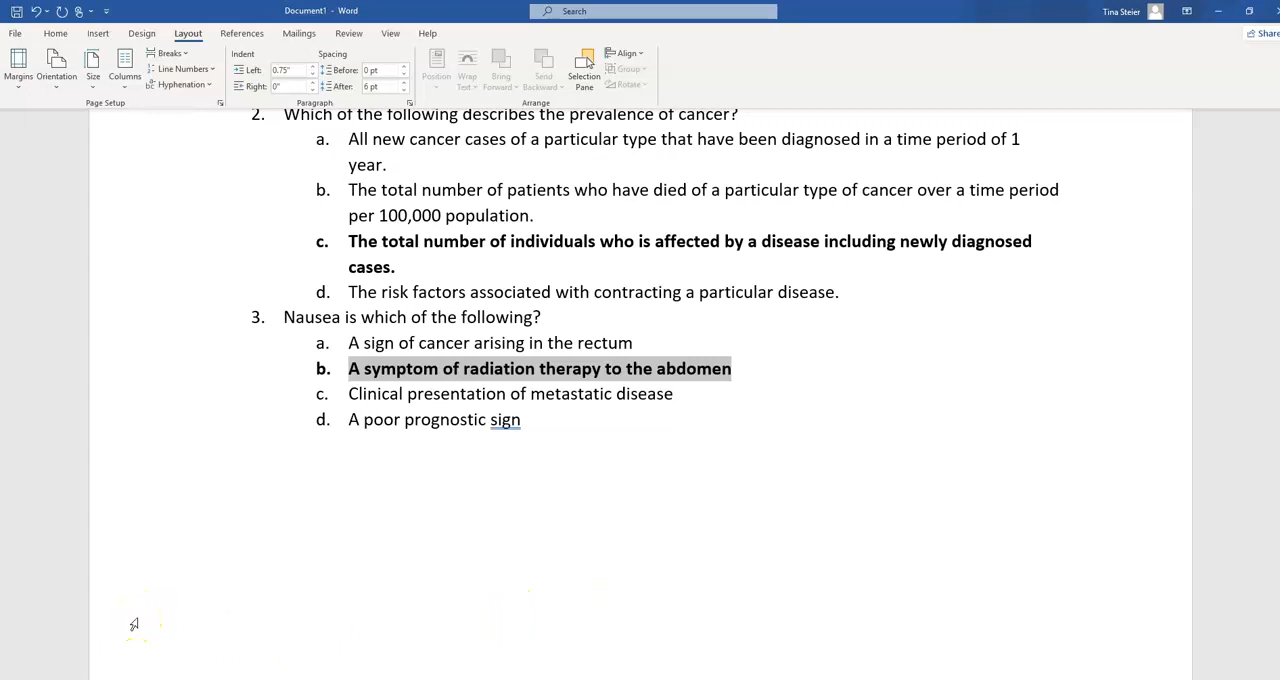 Document1 - Word
Search
Tina Steier
File Home Insert Design Layout References Mailings Review View Help
Share
Margins
Orientation
Size
Columns
Breaks
Line Numbers
Hyphenation
Page Setup
Indent
Left: 0.75"
Right: 0"
Spacing
Before: 0 pt
After: 6 pt
Paragraph
Position
Wrap
Text
Bring
Forward
Send
Backward
Selection
Pane
Align
Group
Rotate
Arrange
2. Which of the following describes the prevalence of cancer?
a. All new cancer cases of a particular type that have been diagnosed in a time period of 1
year.
b. The total number of patients who have died of a particular type of cancer over a time period
per 100,000 population.
c. The total number of individuals who is affected by a disease including newly diagnosed
cases.
d. The risk factors associated with contracting a particular disease.
3. Nausea is which of the following?
a. A sign of cancer arising in the rectum
b. A symptom of radiation therapy to the abdomen
c. Clinical presentation of metastatic disease
d. A poor prognostic sign